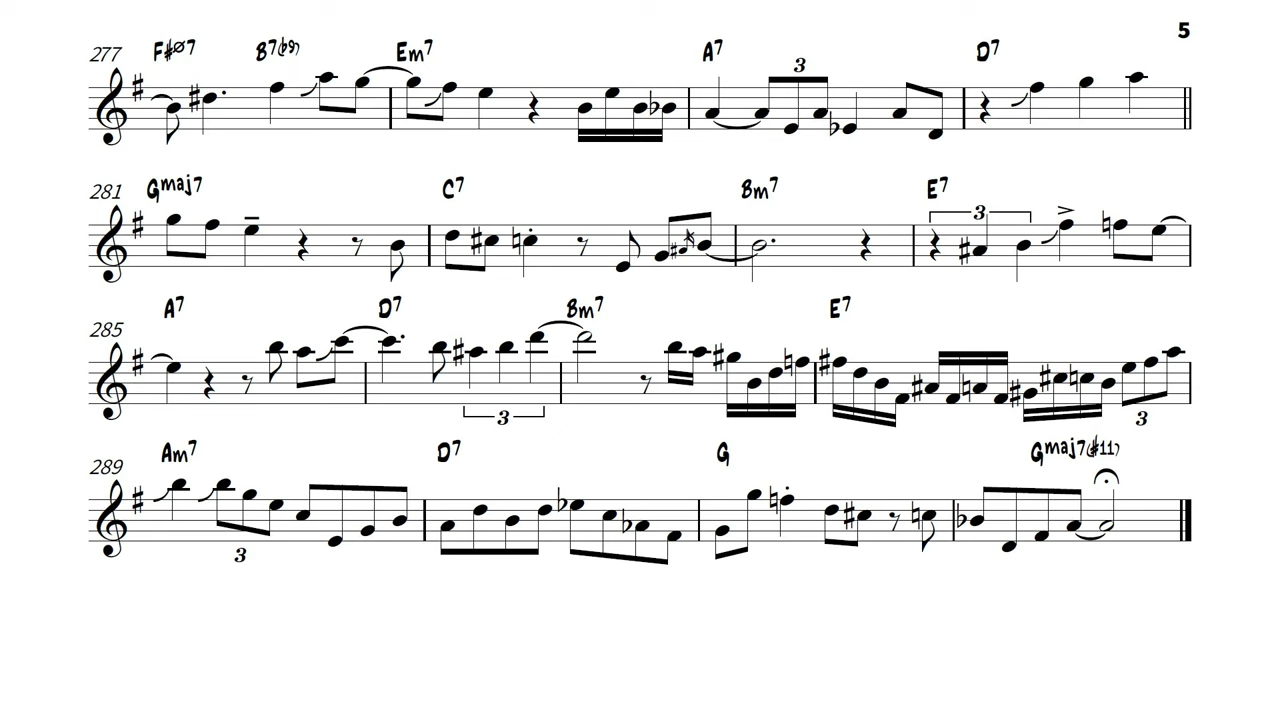 5
277 F#ø7 B7(b9) Em7 A7 D7
3
281 Gmaj7 C7 Bm7 E7
3
285 A7 D7 Bm7 E7
3 3
289 Am7 D7 G Gmaj7(#11)
3